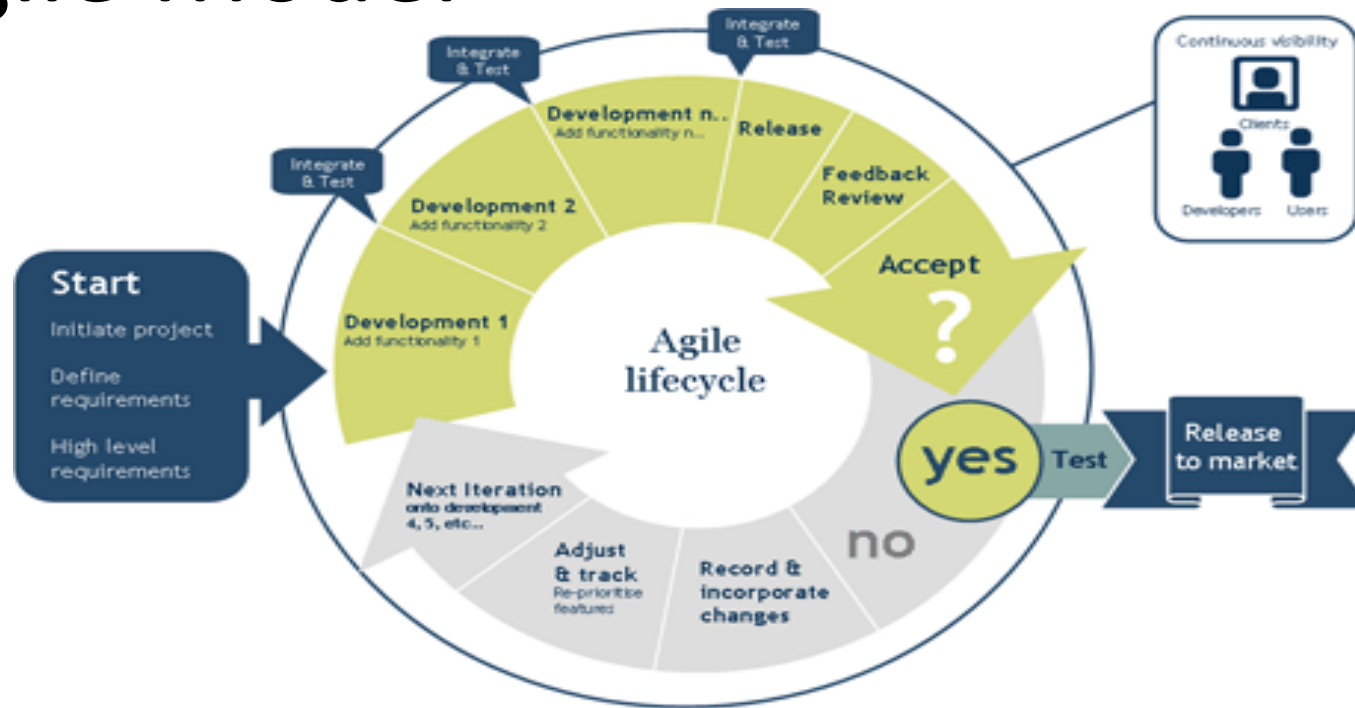 Integrate
& Test
Integrate
& Test
Integrate
& Test
Continuous visibility
Clients
Developers Users
Start
Initiate project
Define
requirements
High level
requirements
Development 1
Add functionality 1
Development 2
Add functionality 2
Development n..
Add functionality n...
Release
Feedback
Review
Accept
?
Agile
lifecycle
yes
Test
Release
to market
no
Record &
incorporate
changes
Adjust
& track
Re-prioritise
features
Next Iteration
onto development
4, 5, etc...